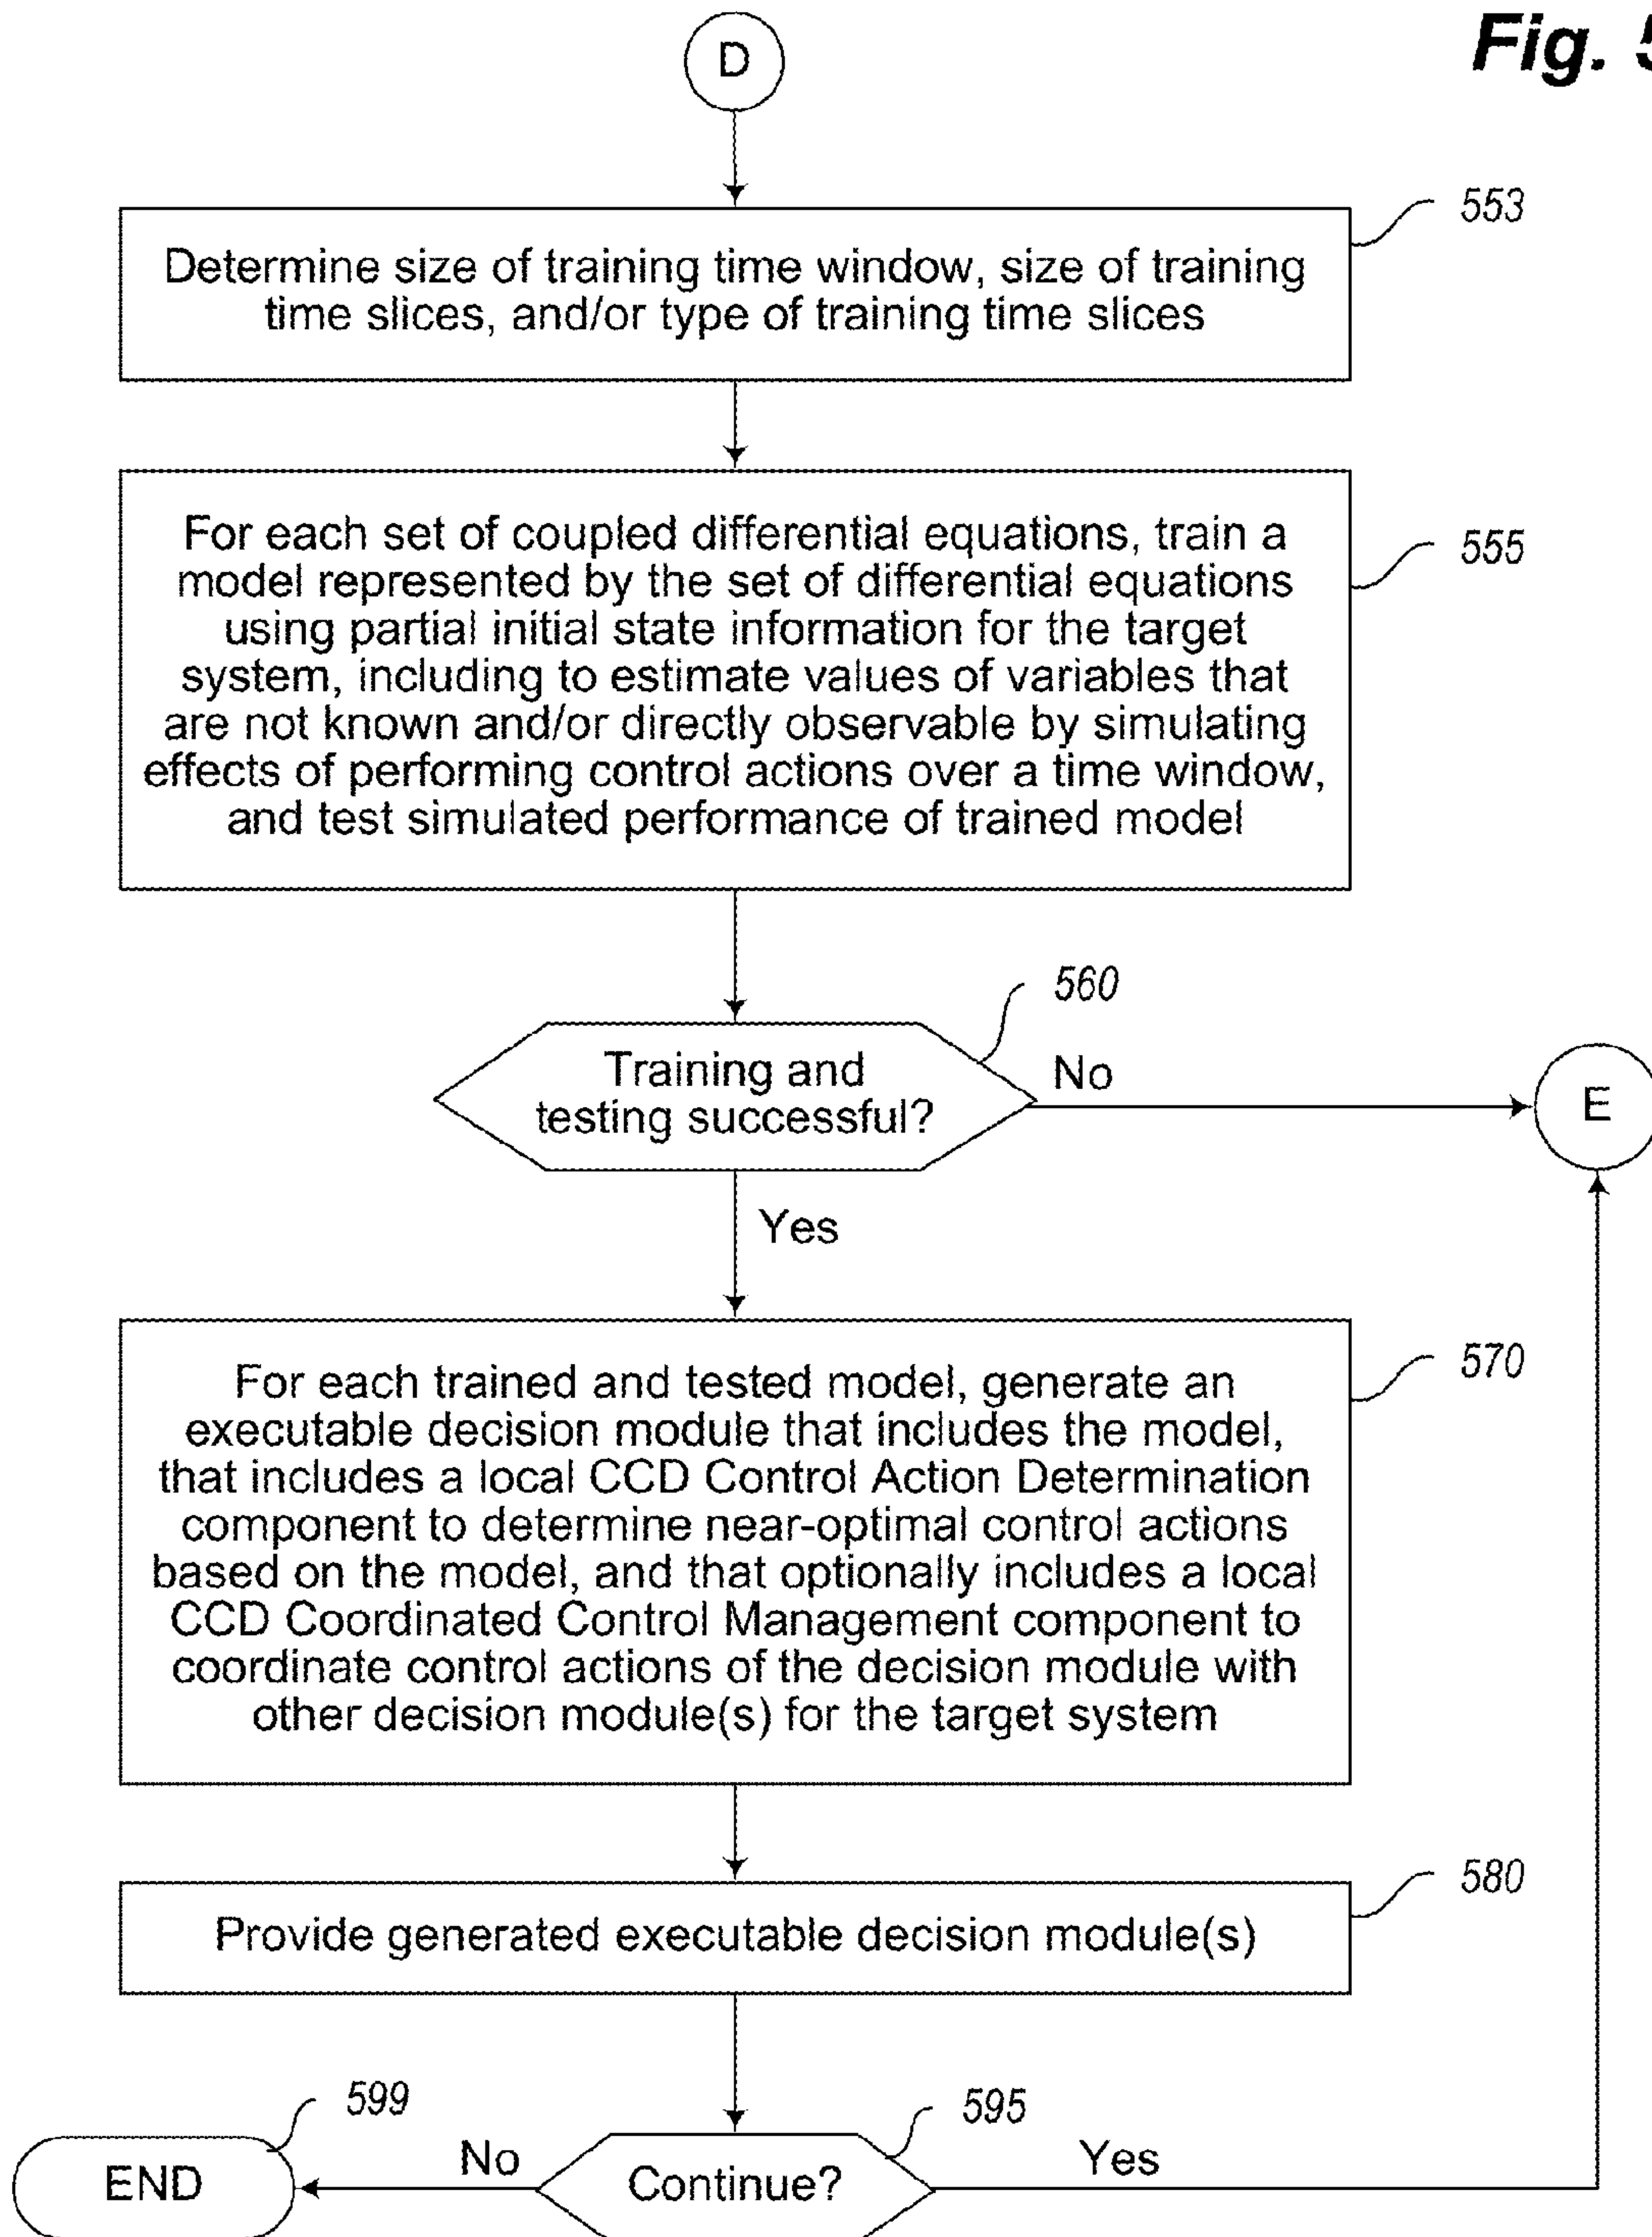 D
Fig. 5
553
Determine size of training time window, size of training
time slices, and/or type of training time slices
555
For each set of coupled differential equations, train a
model represented by the set of differential equations
using partial initial state information for the target
system, including to estimate values of variables that
are not known and/or directly observable by simulating
effects of performing control actions over a time window,
and test simulated performance of trained model
560
Training and
testing successful?
No
E
Yes
570
For each trained and tested model, generate an
executable decision module that includes the model,
that includes a local CCD Control Action Determination
component to determine near-optimal control actions
based on the model, and that optionally includes a local
CCD Coordinated Control Management component to
coordinate control actions of the decision module with
other decision module(s) for the target system
580
Provide generated executable decision module(s)
599
595
END
No
Continue?
Yes